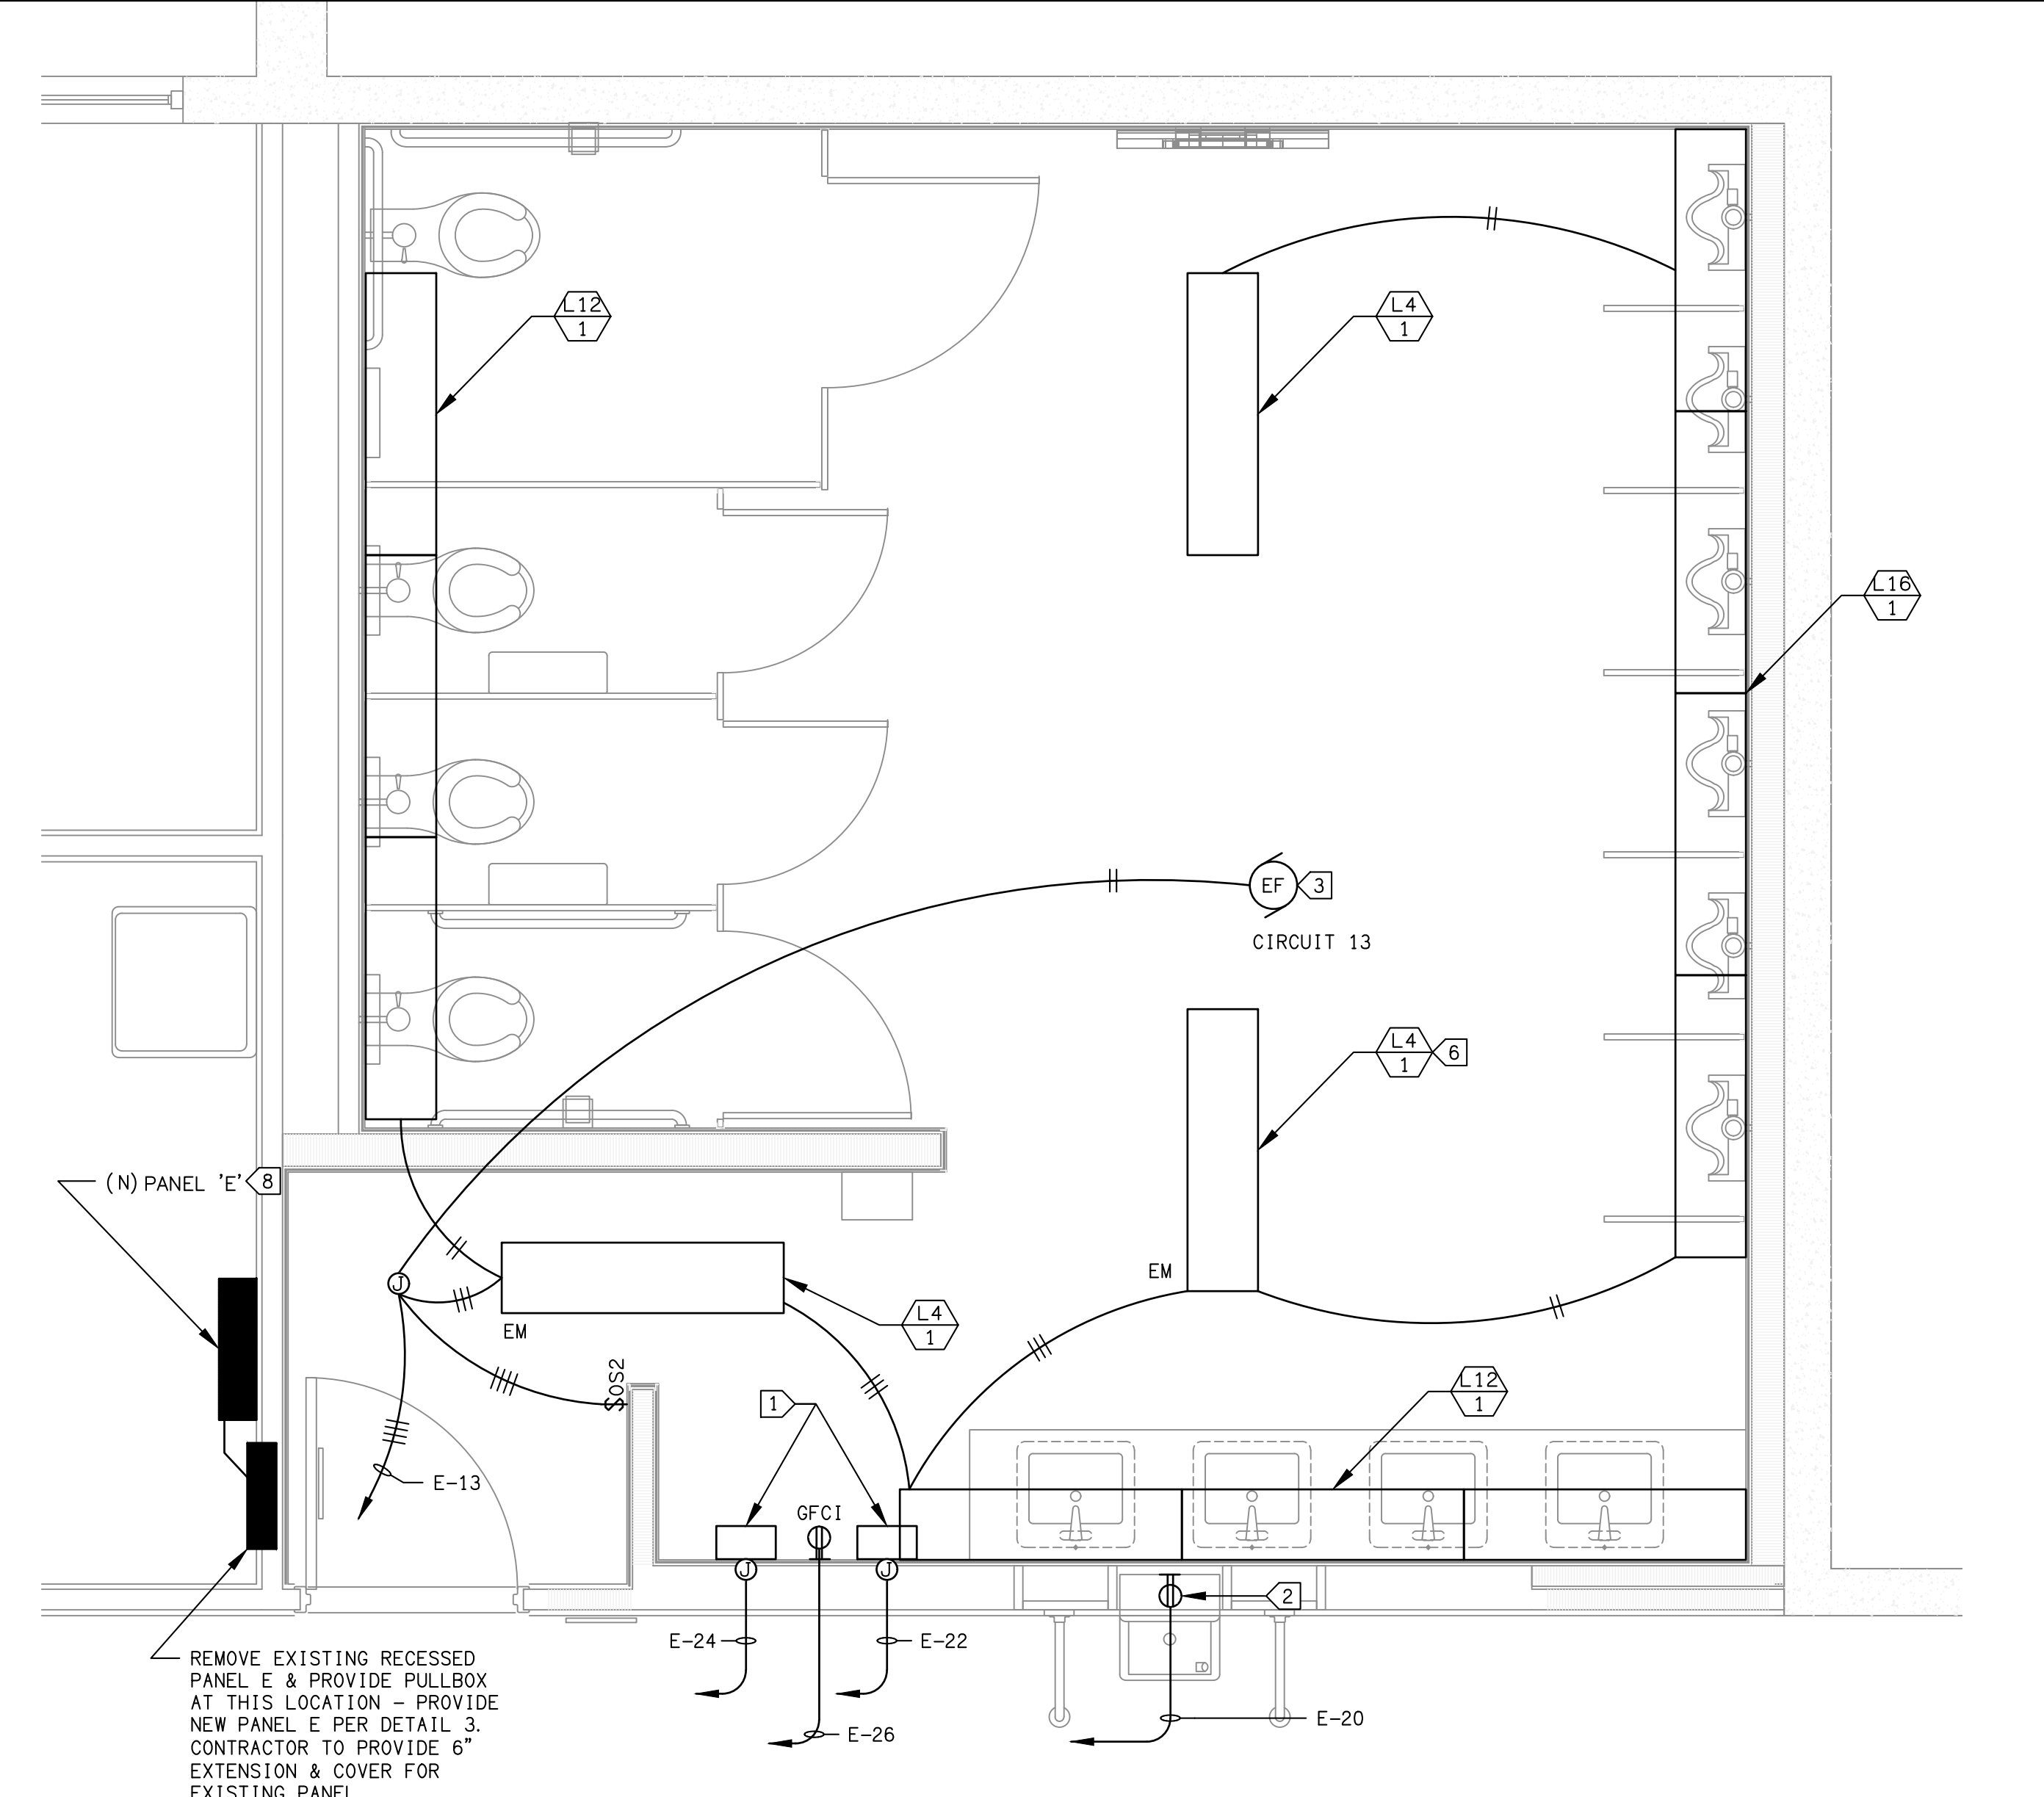 L12
1
L4
1
L16
1
EF
3
CIRCUIT 13
L4
1
6
EM
(N) PANEL 'E'
8
J
L4
1
EM
$OS2
1
L12
1
E-13
GFCI
J
J
2
E-24
E-22
E-26
E-20
REMOVE EXISTING RECESSED
PANEL E & PROVIDE PULLBOX
AT THIS LOCATION - PROVIDE
NEW PANEL E PER DETAIL 3.
CONTRACTOR TO PROVIDE 6"
EXTENSION & COVER FOR
EXISTING PANEL